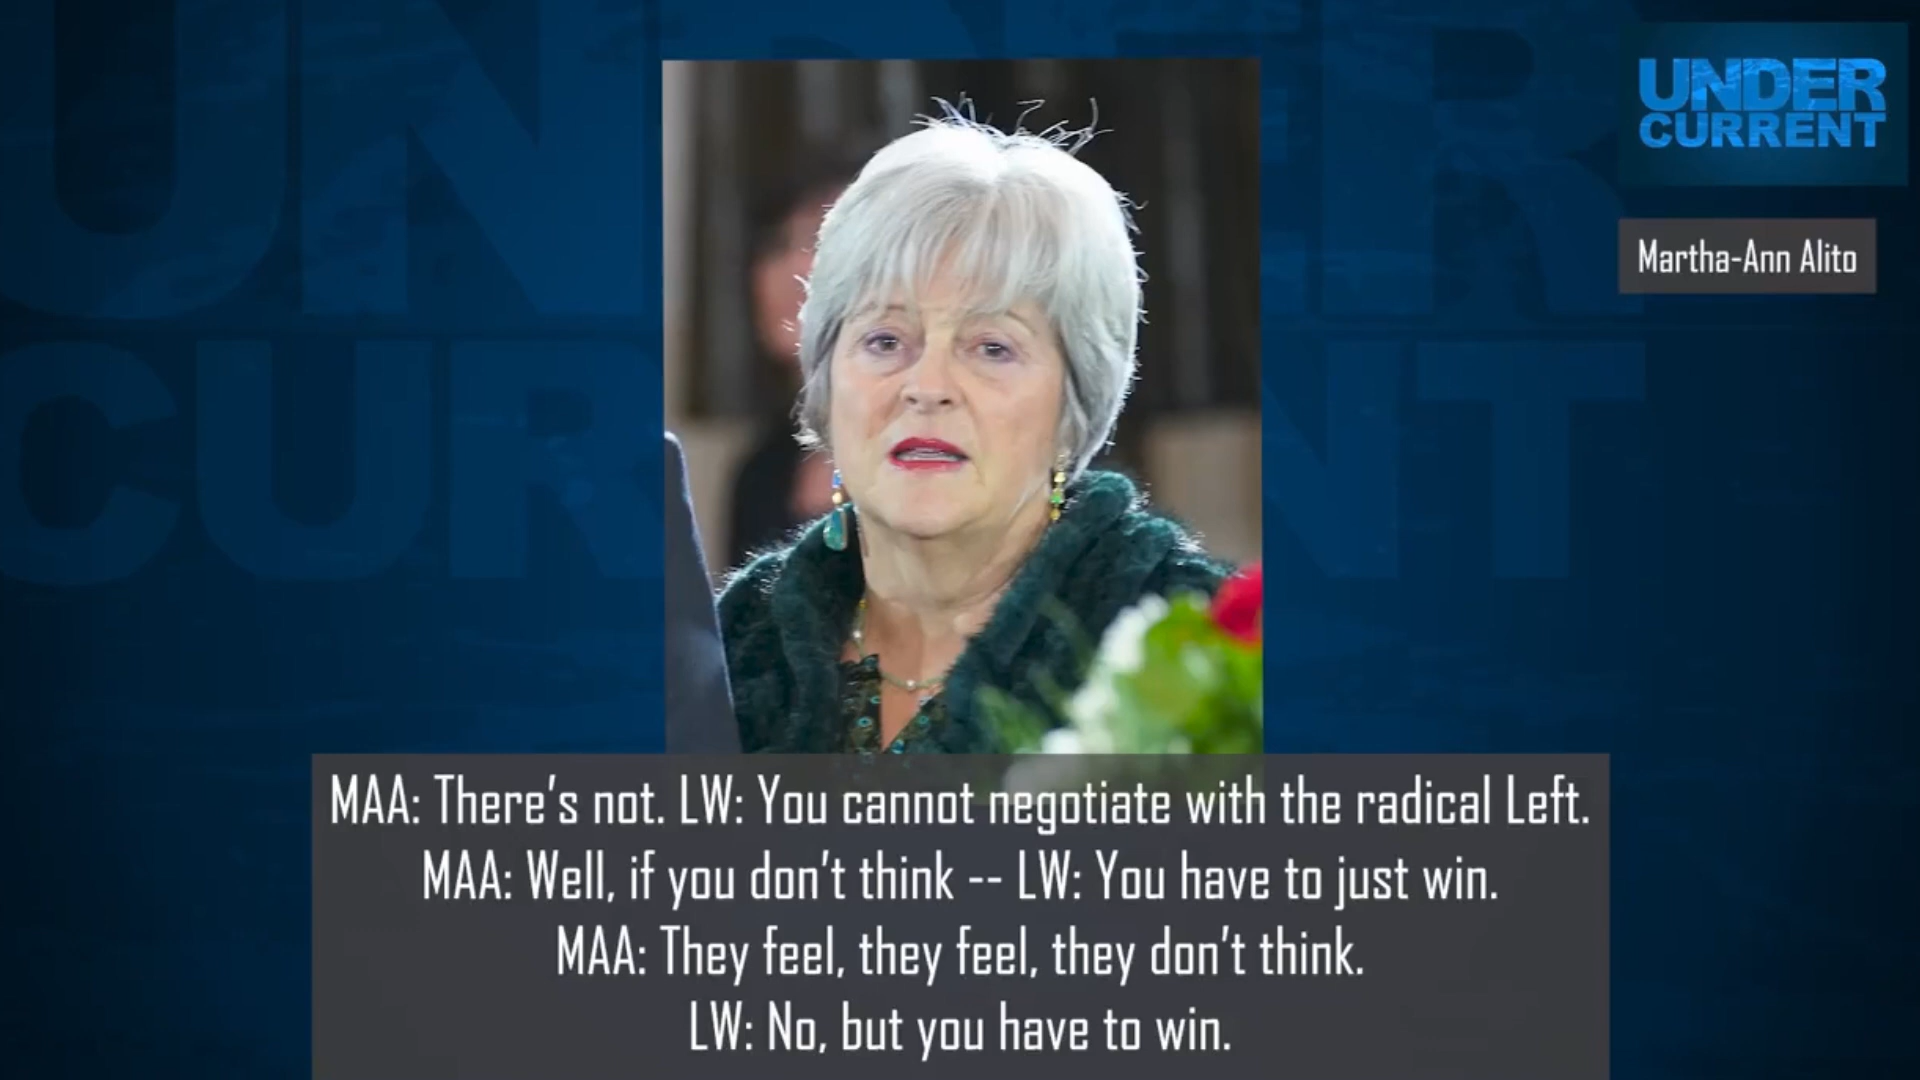 UNDER
CURRENT
Martha-Ann Alito
MAA: There's not. LW: You cannot negotiate with the radical Left.
MAA: Well, if you don't think -- LW: You have to just win.
MAA: They feel, they feel, they don't think.
LW: No, but you have to win.
UNDER
CURRENT